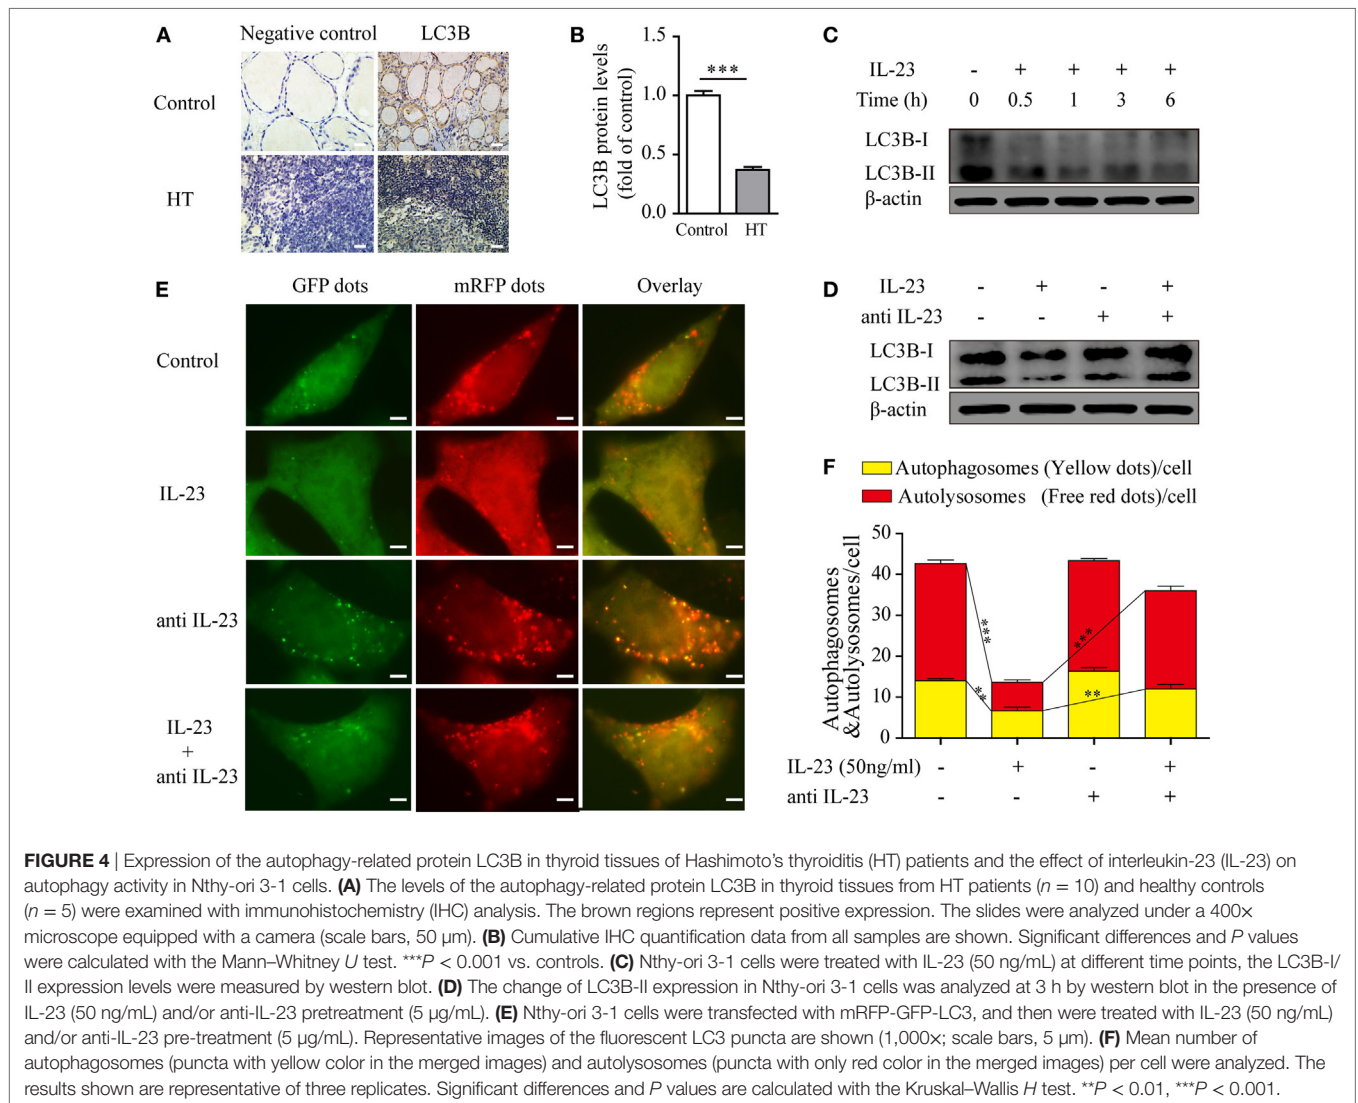 A
Negative control
LC3B
Control
HT
B
LC3B protein levels
(fold of control)
1.5
1.0
0.5
0.0
***
Control
HT
C
IL-23 - + + + +
Time (h) 0 0.5 1 3 6
LC3B-I
LC3B-II
β-actin
E
GFP dots
mRFP dots
Overlay
Control
IL-23
anti IL-23
IL-23
+
anti IL-23
D
IL-23 - + - +
anti IL-23 - - + +
LC3B-I
LC3B-II
β-actin
F
Autophagosomes (Yellow dots)/cell
Autolysosomes (Free red dots)/cell
Autophagosomes
&Autolysosomes/cell
50
40
30
20
10
0
***
**
***
**
IL-23 (50ng/ml) - + - +
anti IL-23 - - + +
FIGURE 4 | Expression of the autophagy-related protein LC3B in thyroid tissues of Hashimoto's thyroiditis (HT) patients and the effect of interleukin-23 (IL-23) on
autophagy activity in Nthy-ori 3-1 cells. (A) The levels of the autophagy-related protein LC3B in thyroid tissues from HT patients (n = 10) and healthy controls
(n = 5) were examined with immunohistochemistry (IHC) analysis. The brown regions represent positive expression. The slides were analyzed under a 400×
microscope equipped with a camera (scale bars, 50 µm). (B) Cumulative IHC quantification data from all samples are shown. Significant differences and P values
were calculated with the Mann–Whitney U test. ***P < 0.001 vs. controls. (C) Nthy-ori 3-1 cells were treated with IL-23 (50 ng/mL) at different time points, the LC3B-I/
II expression levels were measured by western blot. (D) The change of LC3B-II expression in Nthy-ori 3-1 cells was analyzed at 3 h by western blot in the presence of
IL-23 (50 ng/mL) and/or anti-IL-23 pretreatment (5 µg/mL). (E) Nthy-ori 3-1 cells were transfected with mRFP-GFP-LC3, and then were treated with IL-23 (50 ng/mL)
and/or anti-IL-23 pre-treatment (5 µg/mL). Representative images of the fluorescent LC3 puncta are shown (1,000×; scale bars, 5 µm). (F) Mean number of
autophagosomes (puncta with yellow color in the merged images) and autolysosomes (puncta with only red color in the merged images) per cell were analyzed. The
results shown are representative of three replicates. Significant differences and P values are calculated with the Kruskal–Wallis H test. **P < 0.01, ***P < 0.001.